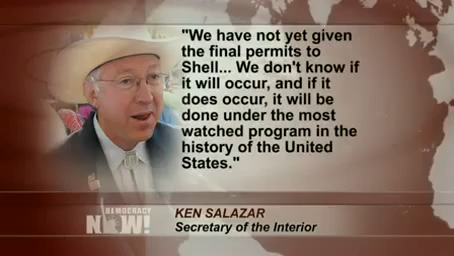 "We have not yet given
the final permits to
Shell... We don't know if
it will occur, and if it
does occur, it will be
done under the most
watched program in the
history of the United
States."
DEMOCRACY
NOW!
KEN SALAZAR
Secretary of the Interior